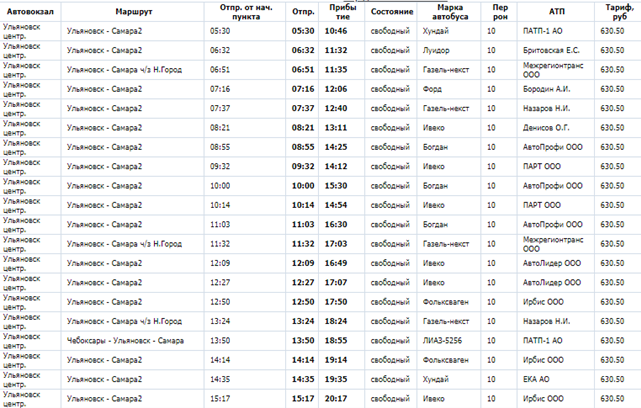 Автовокзал Маршрут Отпр. от нач. пункта Отпр. Прибытие Состояние Марка автобуса Перрон АТП Тариф, руб
Ульяновск центр. Ульяновск - Самара2 05:30 05:30 10:46 свободный Хундай 10 ПАТП-1 АО 630.50
Ульяновск центр. Ульяновск - Самара2 06:32 06:32 11:32 свободный Луидор 10 Бритовская Е.С. 630.50
Ульяновск центр. Ульяновск - Самара ч/з Н.Город 06:51 06:51 11:35 свободный Газель-некст 10 Межрегионтранс ООО 630.50
Ульяновск центр. Ульяновск - Самара2 07:16 07:16 12:06 свободный Форд 10 Бородин А.И. 630.50
Ульяновск центр. Ульяновск - Самара2 07:37 07:37 12:40 свободный Газель-некст 10 Назаров Н.И. 630.50
Ульяновск центр. Ульяновск - Самара2 08:21 08:21 13:11 свободный Ивеко 10 Денисов О.Г. 630.50
Ульяновск центр. Ульяновск - Самара2 08:55 08:55 14:25 свободный Богдан 10 АвтоПрофи ООО 630.50
Ульяновск центр. Ульяновск - Самара2 09:32 09:32 14:12 свободный Ивеко 10 ПАРТ ООО 630.50
Ульяновск центр. Ульяновск - Самара2 10:00 10:00 15:30 свободный Богдан 10 АвтоПрофи ООО 630.50
Ульяновск центр. Ульяновск - Самара2 10:14 10:14 14:54 свободный Ивеко 10 ПАРТ ООО 630.50
Ульяновск центр. Ульяновск - Самара2 11:03 11:03 16:30 свободный Богдан 10 АвтоПрофи ООО 630.50
Ульяновск центр. Ульяновск - Самара ч/з Н.Город 11:32 11:32 17:03 свободный Газель-некст 10 Межрегионтранс ООО 630.50
Ульяновск центр. Ульяновск - Самара2 12:09 12:09 16:49 свободный Ивеко 10 АвтоЛидер ООО 630.50
Ульяновск центр. Ульяновск - Самара2 12:27 12:27 17:07 свободный Ивеко 10 АвтоЛидер ООО 630.50
Ульяновск центр. Ульяновск - Самара2 12:50 12:50 17:50 свободный Фольксваген 10 Ирбис ООО 630.50
Ульяновск центр. Ульяновск - Самара ч/з Н.Город 13:24 13:24 18:24 свободный Газель-некст 10 Назаров Н.И. 630.50
Ульяновск центр. Чебоксары - Ульяновск - Самара 13:50 13:50 18:55 свободный ЛИАЗ-5256 10 ПАТП-1 АО 630.50
Ульяновск центр. Ульяновск - Самара2 14:14 14:14 19:14 свободный Фольксваген 10 Ирбис ООО 630.50
Ульяновск центр. Ульяновск - Самара2 14:35 14:35 19:35 свободный Хундай 10 ЕКА АО 630.50
Ульяновск центр. Ульяновск - Самара2 15:17 15:17 20:17 свободный Ивеко 10 Ирбис ООО 630.50